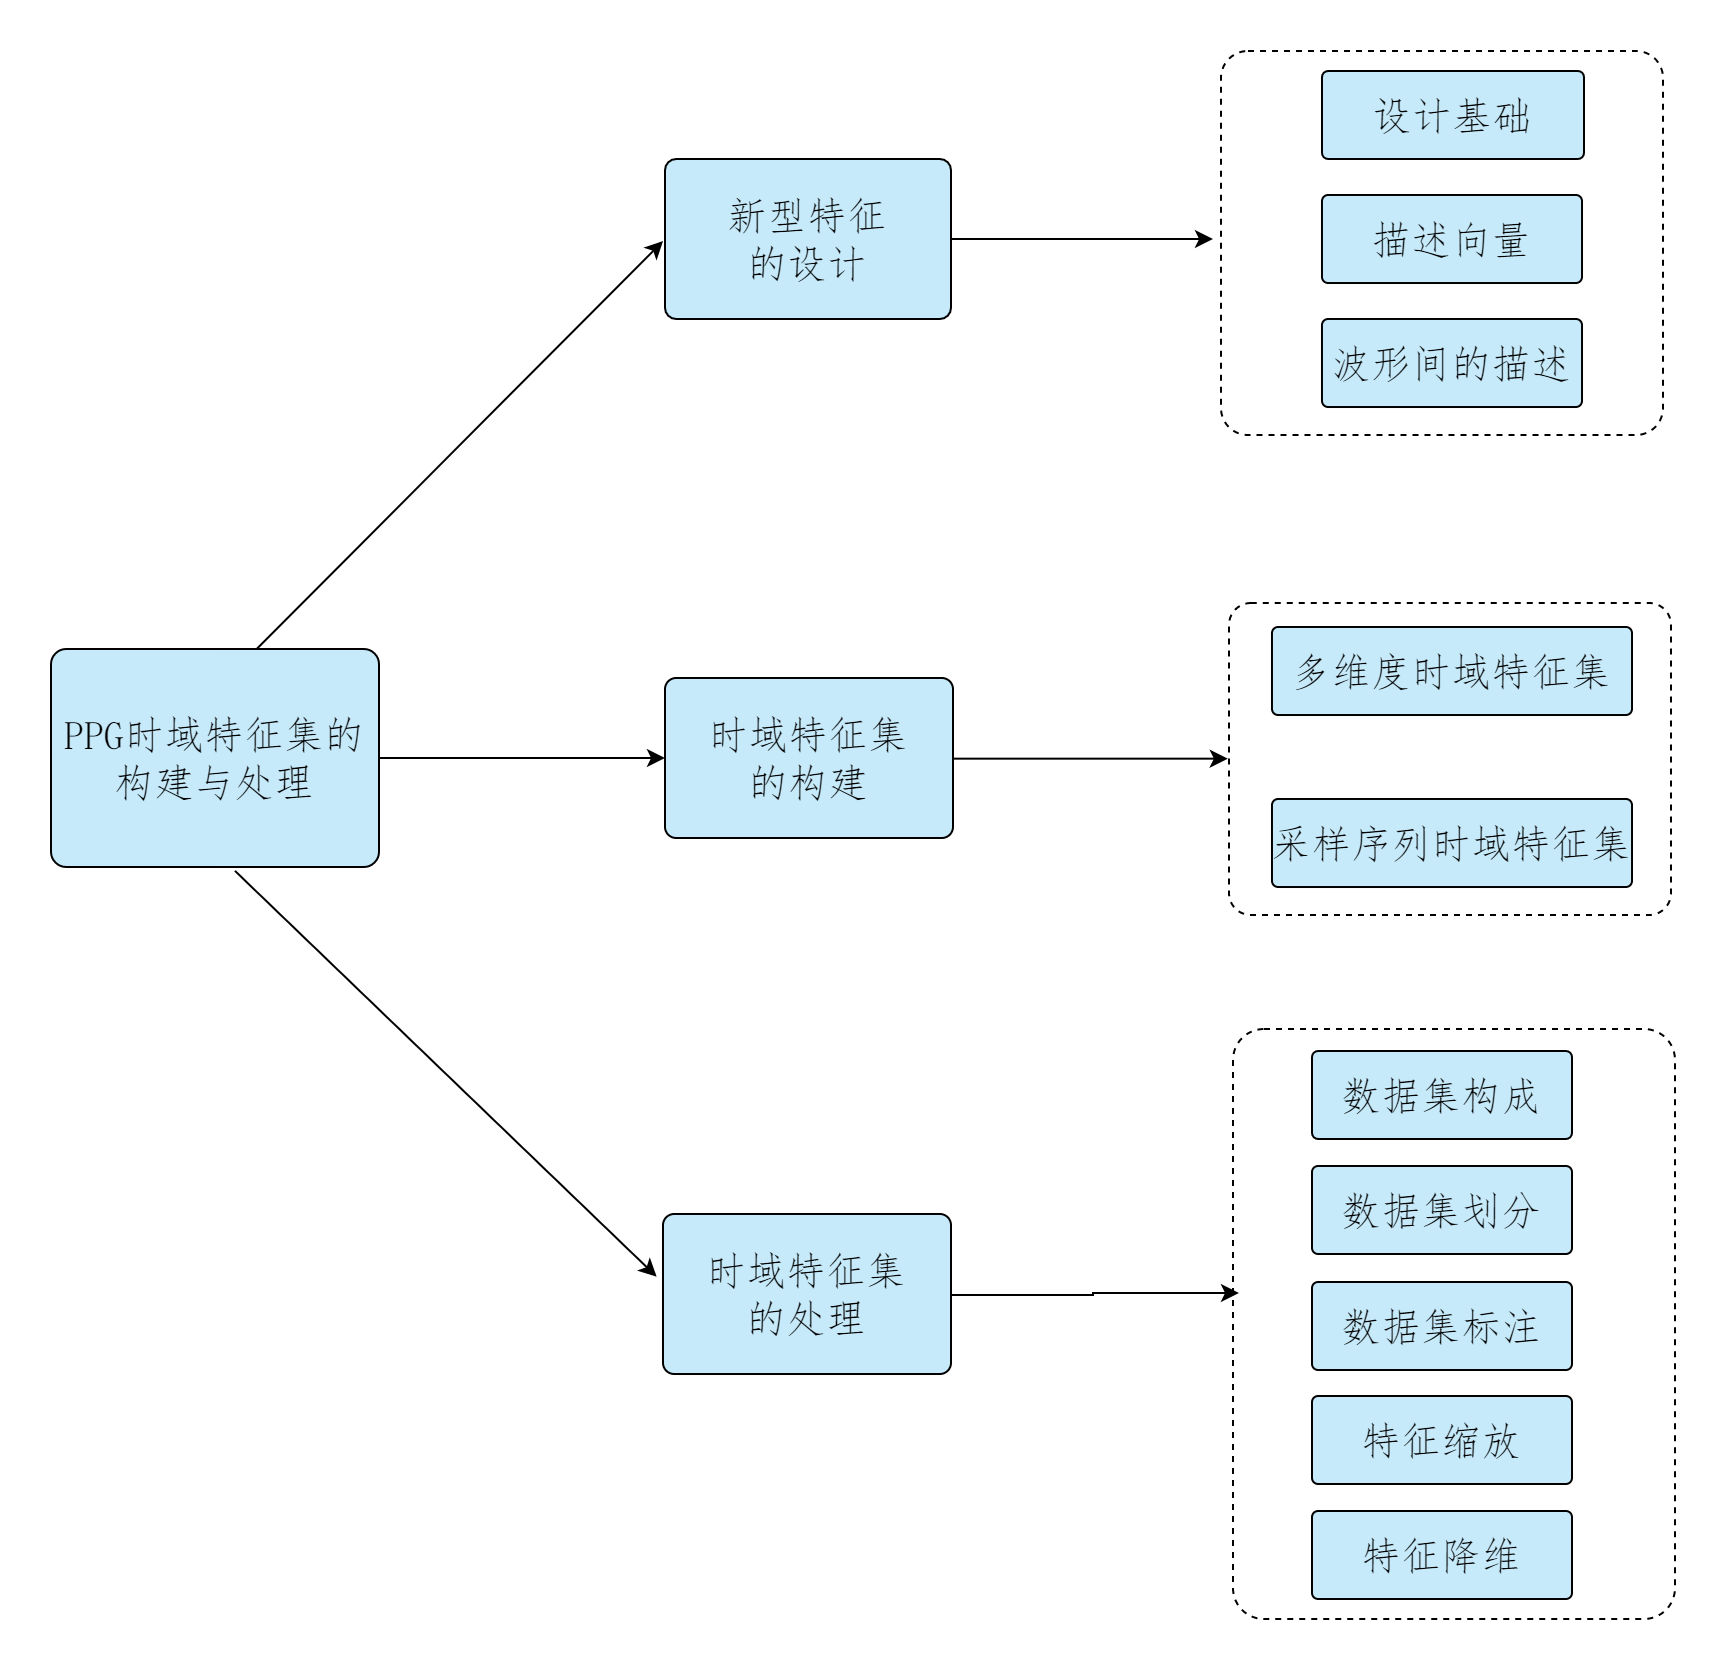 PPG时域特征集的
构建与处理
新型特征
的设计
设计基础
描述向量
波形间的描述
时域特征集
的构建
多维度时域特征集
采样序列时域特征集
时域特征集
的处理
数据集构成
数据集划分
数据集标注
特征缩放
特征降维